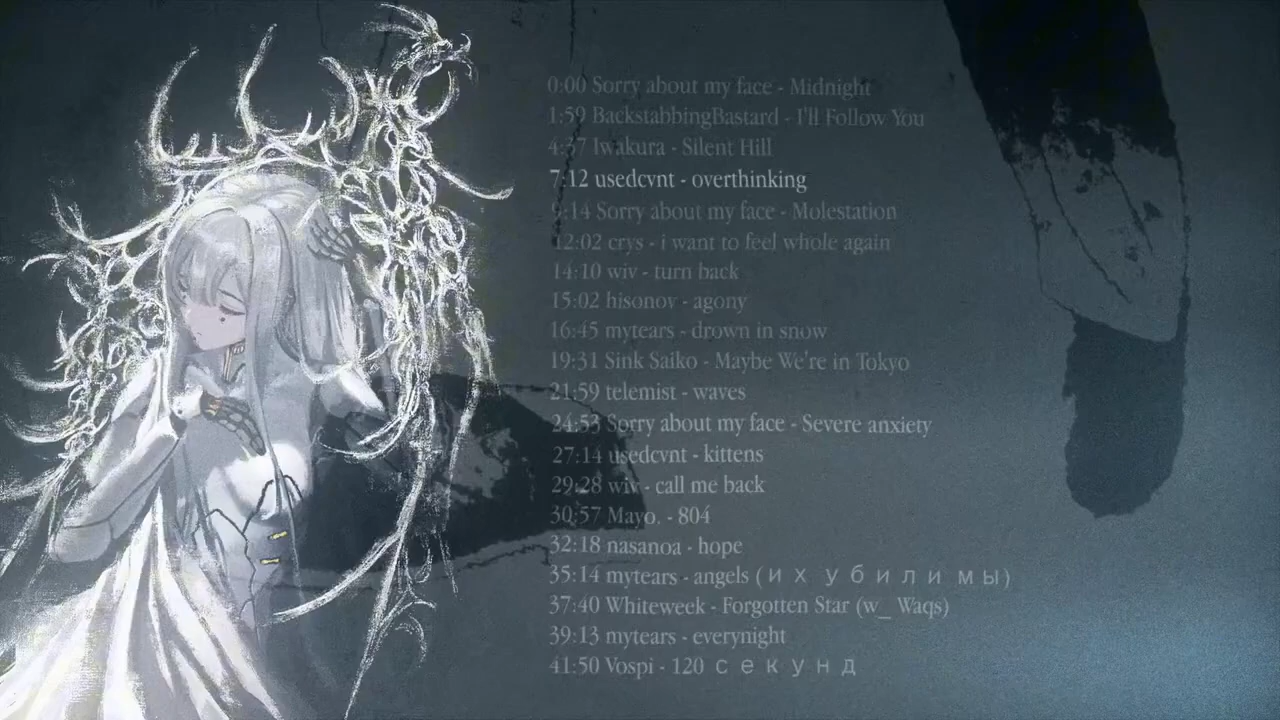 0:00 Sorry about my face - Midnight
1:59 BackstabbingBastard - I'll Follow You
4:37 Iwakura - Silent Hill
7:12 usedcvnt - overthinking
9:14 Sorry about my face - Molestation
12:02 crys - i want to feel whole again
14:10 wiv - turn back
15:02 hisonov - agony
16:45 mytears - drown in snow
19:31 Sink Saiko - Maybe We're in Tokyo
21:59 telemist - waves
24:53 Sorry about my face - Severe anxiety
27:14 usedcvnt - kittens
29:28 wiv - call me back
30:57 Mayo. - 804
32:18 nasanoa - hope
35:14 mytears - angels (их убили мы)
37:40 Whiteweek - Forgotten Star (w_ Waqs)
39:13 mytears - everynight
41:50 Vospi - 120 секунд